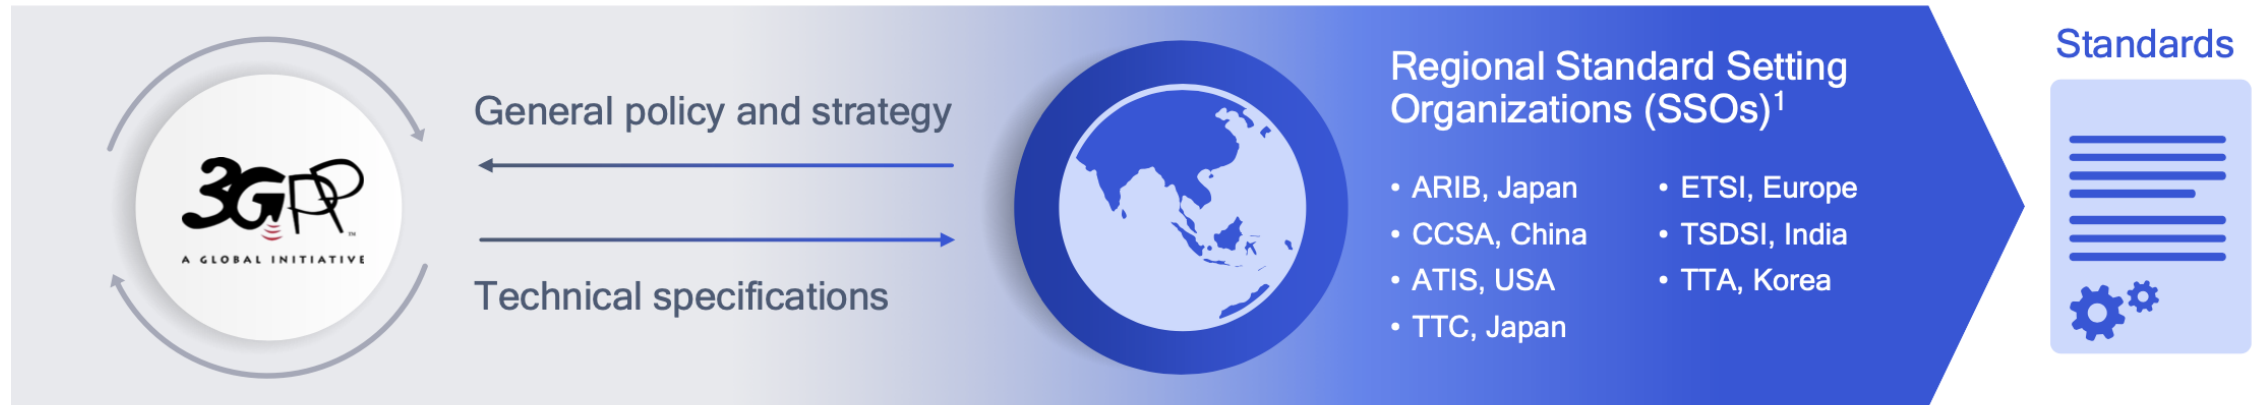 3GPP
TM
A GLOBAL INITIATIVE
General policy and strategy
Technical specifications
Regional Standard Setting
Organizations (SSOs)1
• ARIB, Japan
• CCSA, China
• ATIS, USA
• TTC, Japan
• ETSI, Europe
• TSDSI, India
• TTA, Korea
Standards